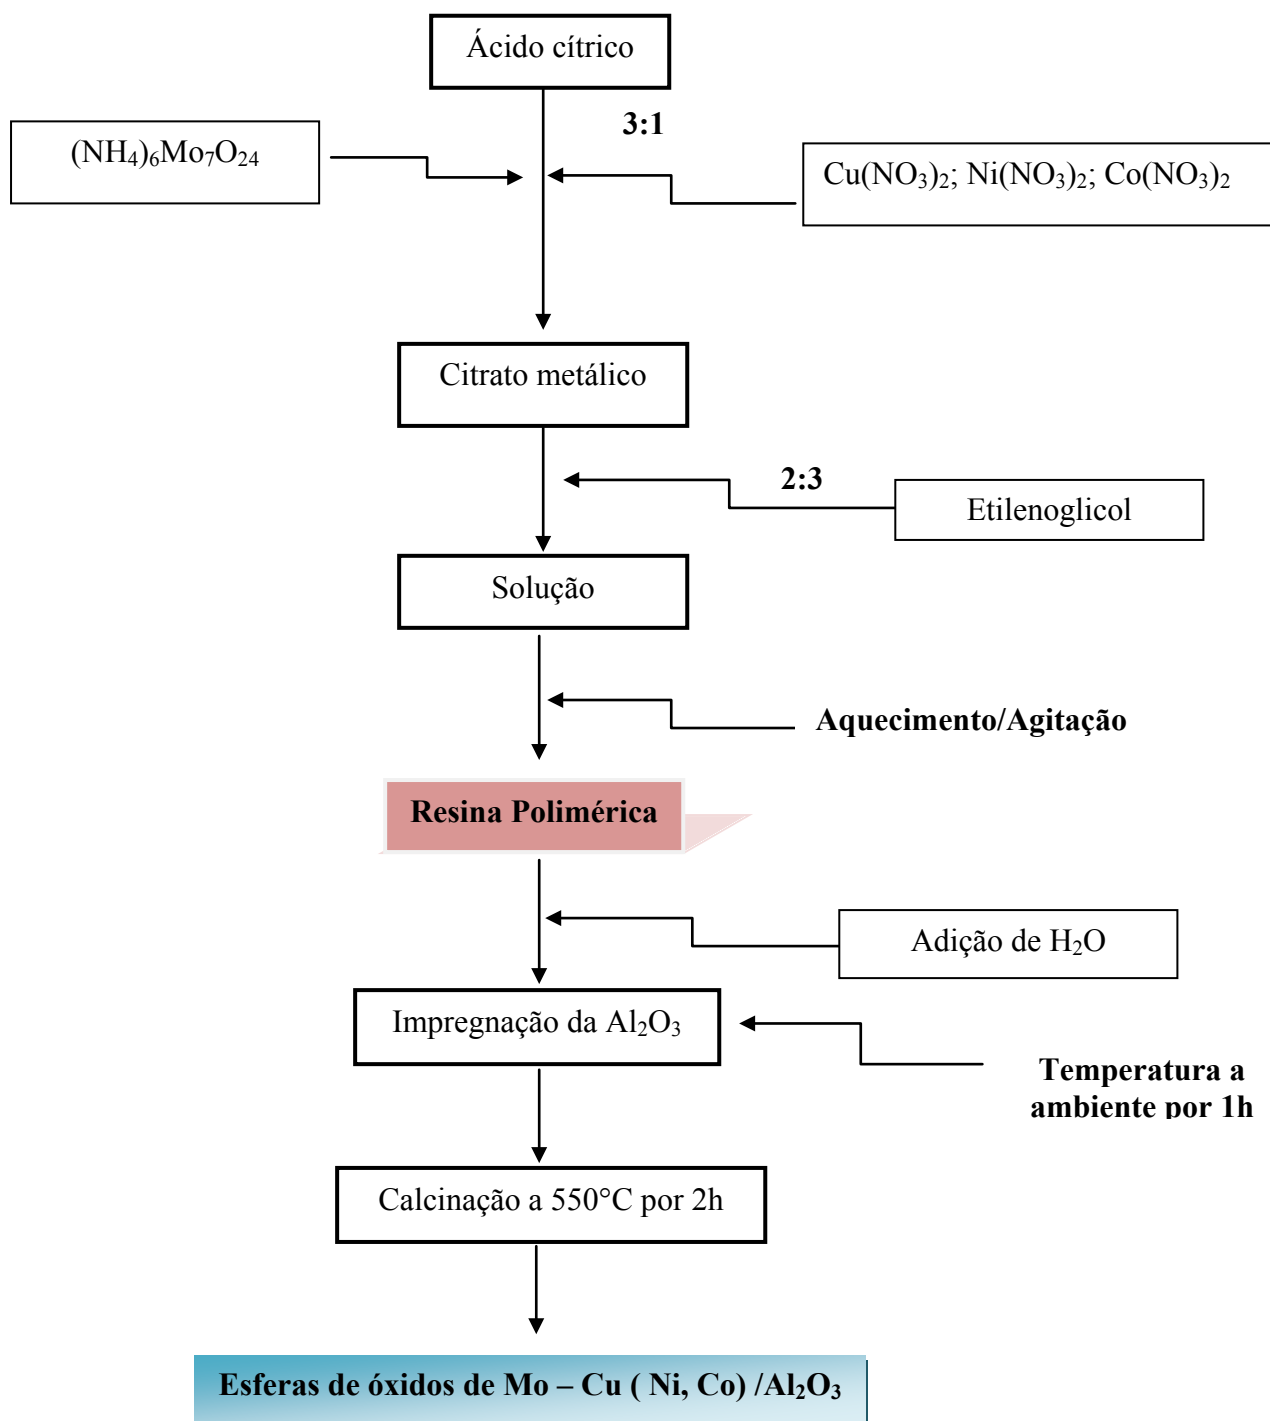 Ácido cítrico
3:1
(NH₄)₆Mo₇O₂₄
Cu(NO₃)₂; Ni(NO₃)₂; Co(NO₃)₂
Citrato metálico
2:3
Etilenoglicol
Solução
Aquecimento/Agitação
Resina Polimérica
Adição de H₂O
Impregnação da Al₂O₃
Temperatura a
ambiente por 1h
Calcinação a 550°C por 2h
Esferas de óxidos de Mo – Cu ( Ni, Co) /Al₂O₃